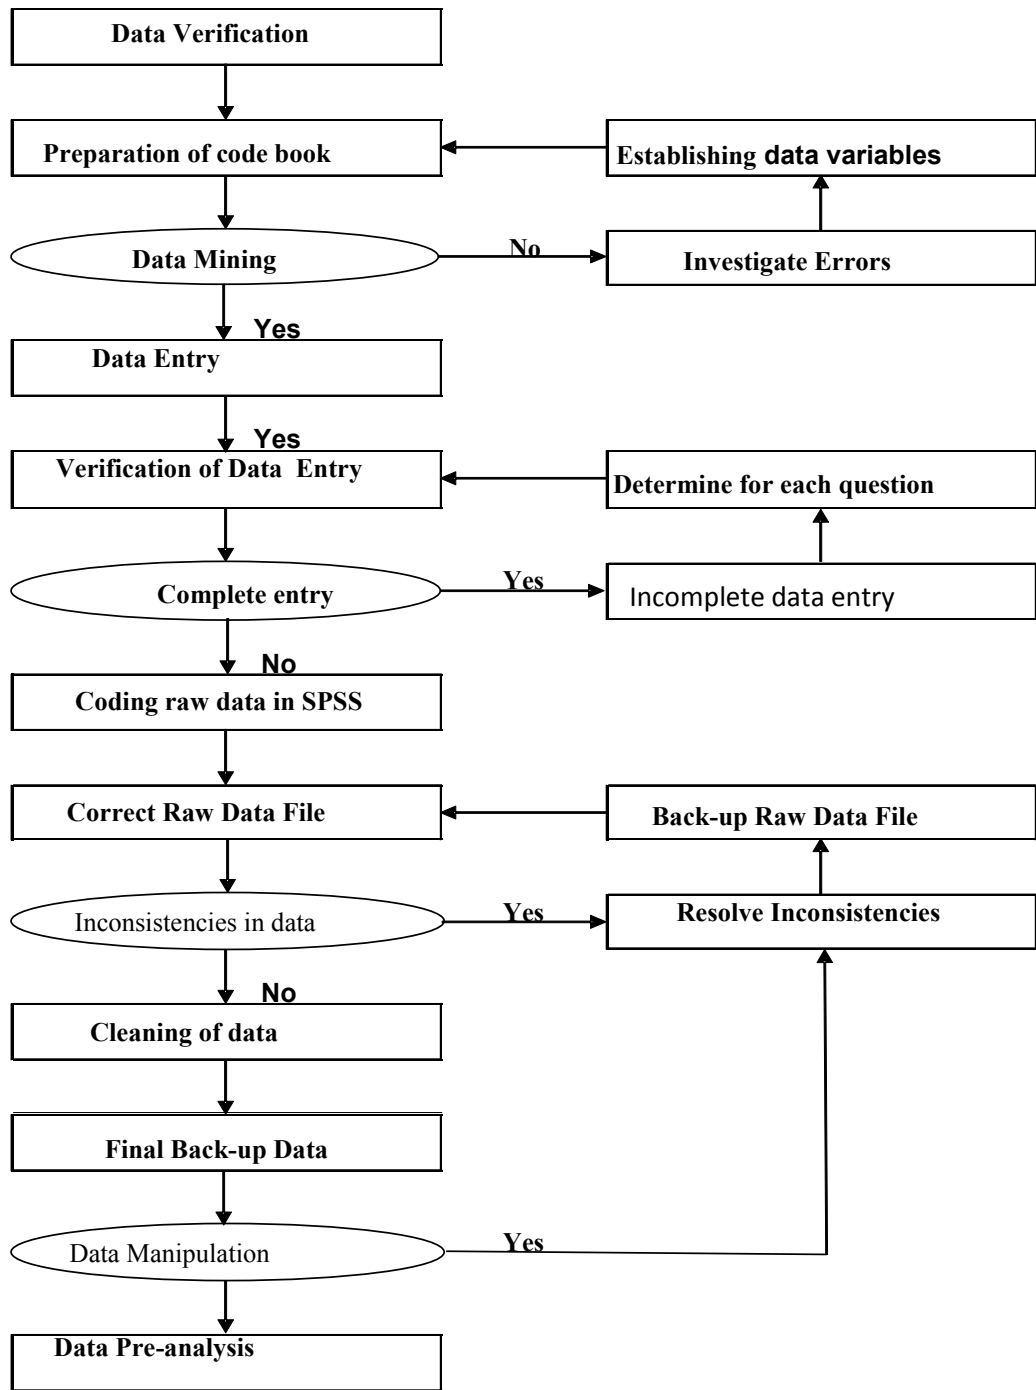 Data Verification
Preparation of code book
Establishing data variables
Data Mining
No
Investigate Errors
Yes
Data Entry
Yes
Verification of Data Entry
Determine for each question
Complete entry
Yes
Incomplete data entry
No
Coding raw data in SPSS
Correct Raw Data File
Back-up Raw Data File
Inconsistencies in data
Yes
Resolve Inconsistencies
No
Cleaning of data
Final Back-up Data
Data Manipulation
Yes
Data Pre-analysis